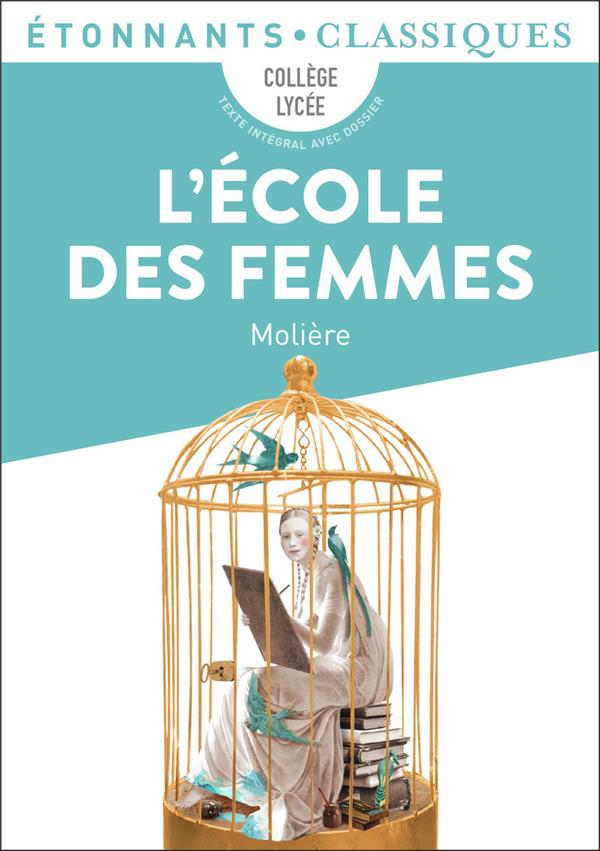 ÉTONNANTS • CLASSIQUES
COLLÈGE
LYCÉE
TEXTE INTÉGRAL AVEC DOSSIER
L'ÉCOLE
DES FEMMES
Molière